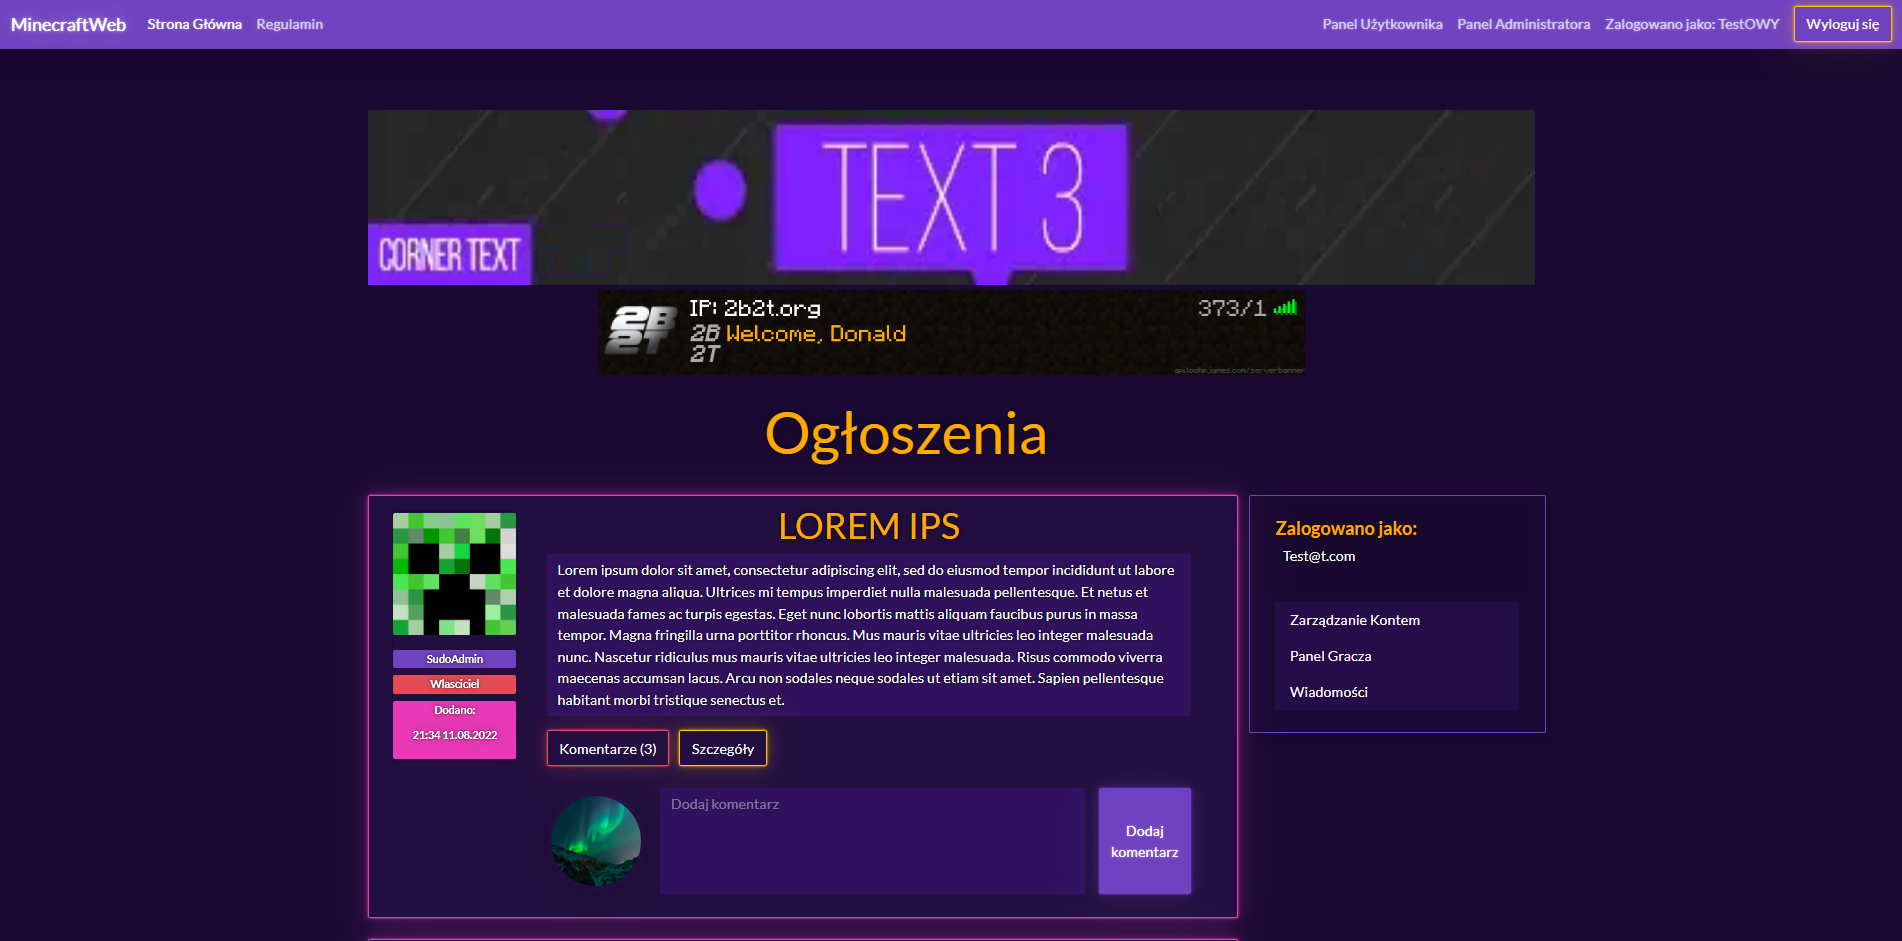 MinecraftWeb Strona Główna Regulamin Panel Użytkownika Panel Administratora Zalogowano jako: TestOWY Wyloguj się
TEXT 3
CORNER TEXT
2B
2T
IP: 2b2t.org 373/1
2B Welcome, Donald
2T
Ogłoszenia
LOREM IPS
Lorem ipsum dolor sit amet, consectetur adipiscing elit, sed do eiusmod tempor incididunt ut labore
et dolore magna aliqua. Ultrices mi tempus imperdiet nulla malesuada pellentesque. Et netus et
malesuada fames ac turpis egestas. Eget nunc lobortis mattis aliquam faucibus purus in massa
tempor. Magna fringilla urna porttitor rhoncus. Mus mauris vitae ultricies leo integer malesuada
nunc. Nascetur ridiculus mus mauris vitae ultricies leo integer malesuada. Risus commodo viverra
maecenas accumsan lacus. Arcu non sodales neque sodales ut etiam sit amet. Sapien pellentesque
habitant morbi tristique senectus et.
SudoAdmin
Wlasciciel
Dodano:
21:34 11.08.2022
Komentarze (3) Szczegóły
Dodaj komentarz
Dodaj
komentarz
Zalogowano jako:
Test@t.com
Zarządzanie Kontem
Panel Gracza
Wiadomości